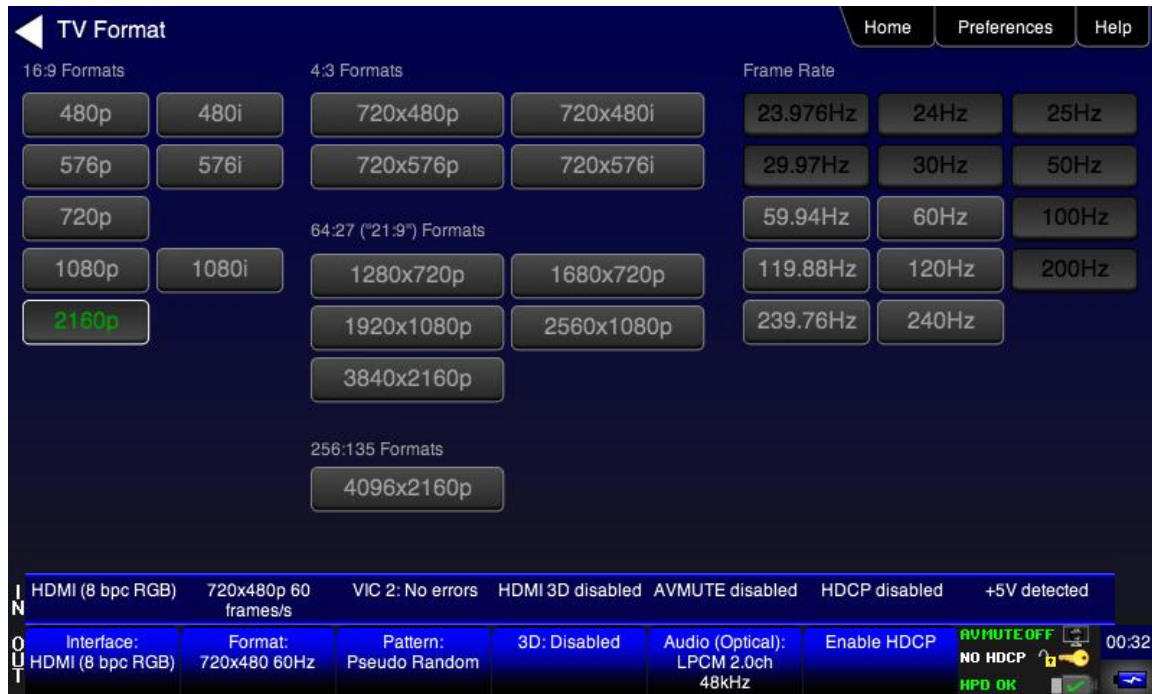 TV Format
Home
Preferences
Help
16:9 Formats
4:3 Formats
Frame Rate
480p
480i
720x480p
720x480i
23.976Hz
24Hz
25Hz
576p
576i
720x576p
720x576i
29.97Hz
30Hz
50Hz
720p
64:27 ("21:9") Formats
59.94Hz
60Hz
100Hz
1080p
1080i
1280x720p
1680x720p
119.88Hz
120Hz
200Hz
2160p
1920x1080p
2560x1080p
239.76Hz
240Hz
3840x2160p
256:135 Formats
4096x2160p
IN
HDMI (8 bpc RGB)
720x480p 60
frames/s
VIC 2: No errors
HDMI 3D disabled
AVMUTE disabled
HDCP disabled
+5V detected
OUT
Interface:
HDMI (8 bpc RGB)
Format:
720x480 60Hz
Pattern:
Pseudo Random
3D: Disabled
Audio (Optical):
LPCM 2.0ch
48kHz
Enable HDCP
AVMUTE OFF
NO HDCP
HPD OK
00:32